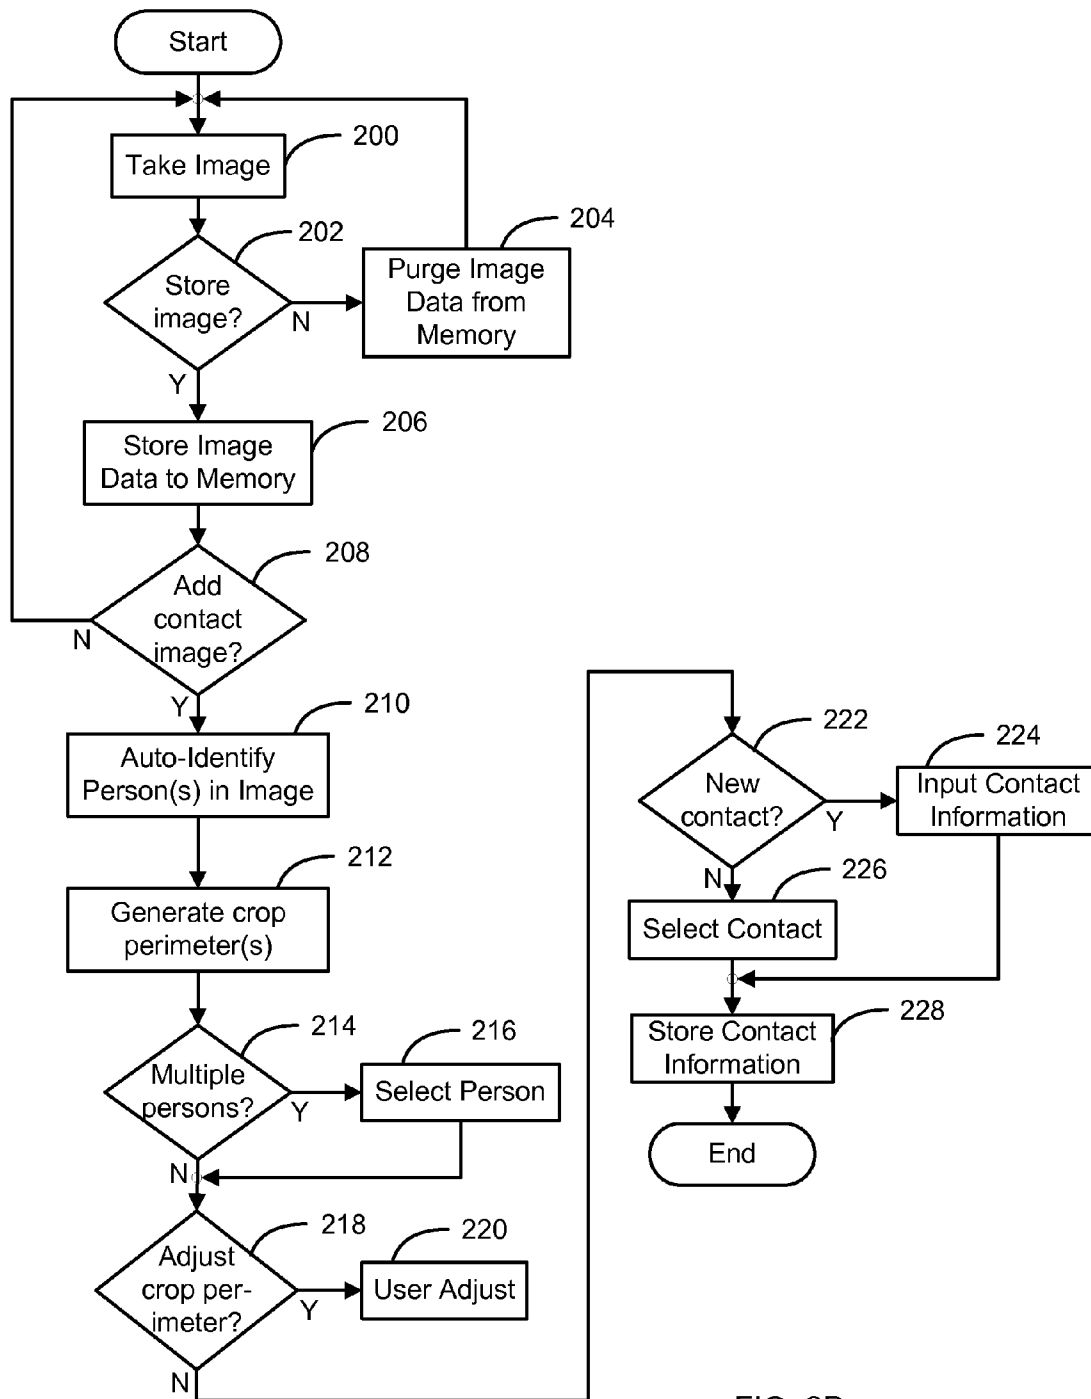 Start
200
Take Image
202
Store
image?
N
204
Purge Image
Data from
Memory
Y
206
Store Image
Data to Memory
208
Add
contact
image?
N
Y
210
Auto-Identify
Person(s) in Image
212
Generate crop
perimeter(s)
214
Multiple
persons?
Y
216
Select Person
N
218
Adjust
crop per-
imeter?
Y
220
User Adjust
N
222
New
contact?
Y
224
Input Contact
Information
N
226
Select Contact
228
Store Contact
Information
End